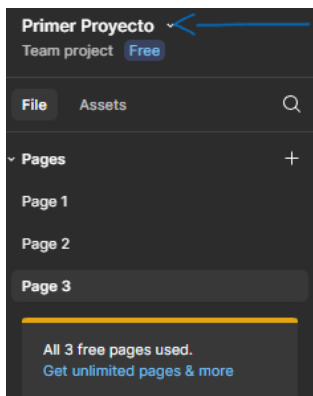 Primer Proyecto
Team project Free
File Assets
Pages
Page 1
Page 2
Page 3
All 3 free pages used.
Get unlimited pages & more